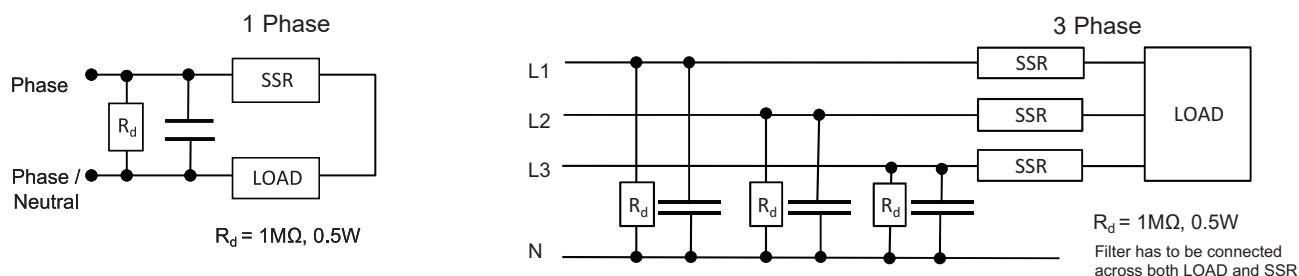 1 Phase
Phase
SSR
Rd
Phase /
Neutral
LOAD
Rd = 1MΩ, 0.5W
3 Phase
L1
SSR
L2
SSR
LOAD
L3
SSR
Rd
Rd
Rd
Rd = 1MΩ, 0.5W
N
Filter has to be connected
across both LOAD and SSR